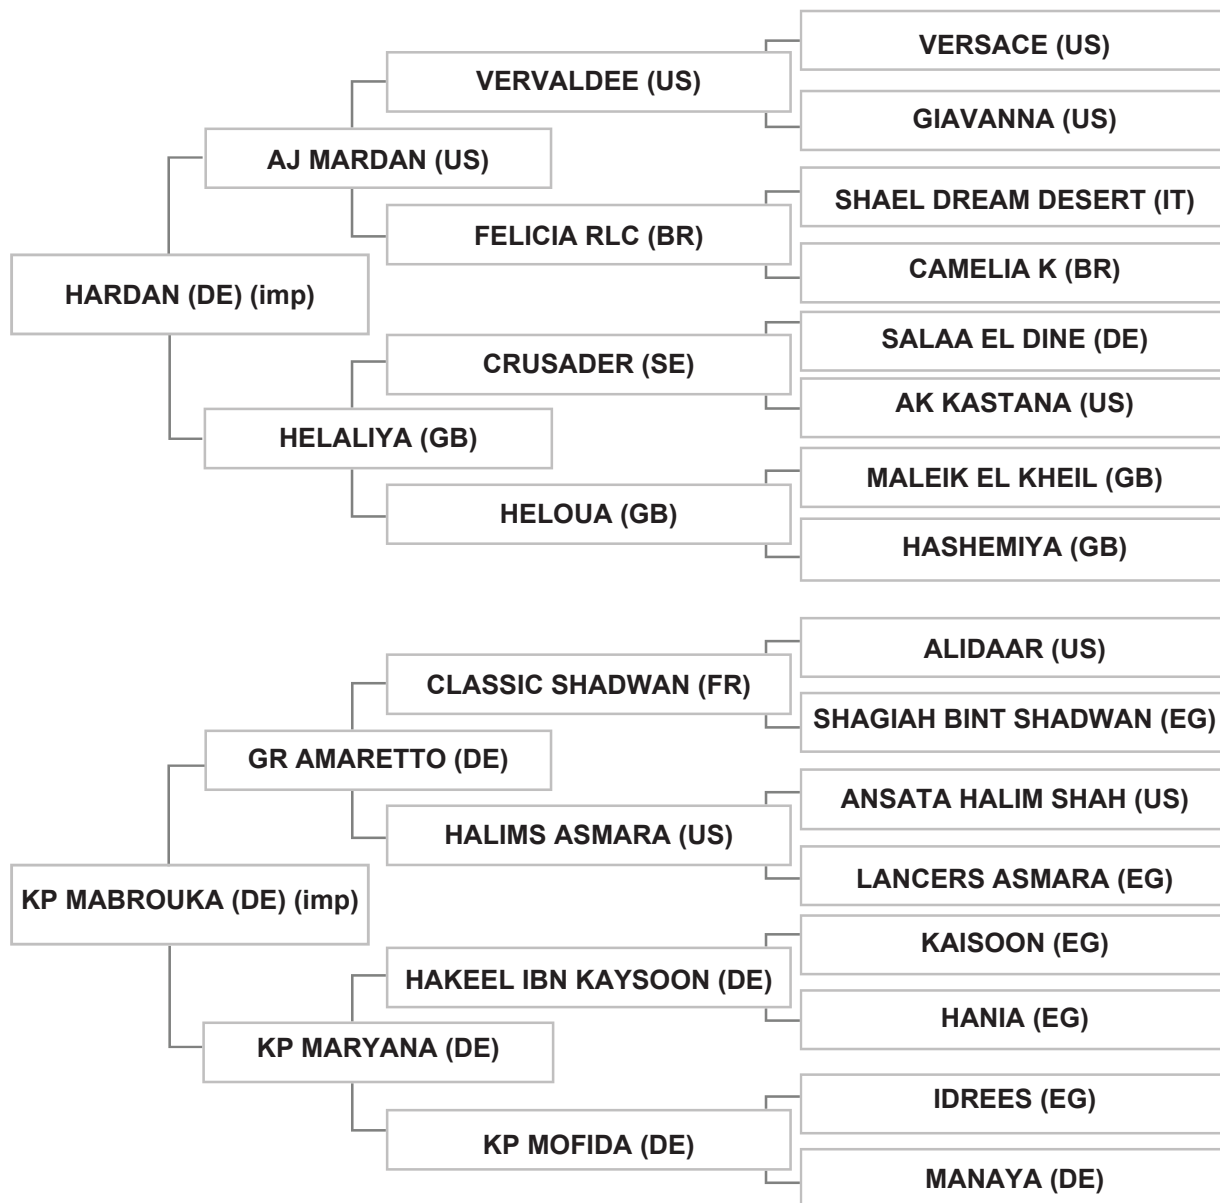 VERSACE (US)
VERVALDEE (US)
GIAVANNA (US)
AJ MARDAN (US)
SHAEL DREAM DESERT (IT)
FELICIA RLC (BR)
CAMELIA K (BR)
HARDAN (DE) (imp)
SALAA EL DINE (DE)
CRUSADER (SE)
AK KASTANA (US)
HELALIYA (GB)
MALEIK EL KHEIL (GB)
HELOUA (GB)
HASHEMIYA (GB)
ALIDAAR (US)
CLASSIC SHADWAN (FR)
SHAGIAH BINT SHADWAN (EG)
GR AMARETTO (DE)
ANSATA HALIM SHAH (US)
HALIMS ASMARA (US)
LANCERS ASMARA (EG)
KP MABROUKA (DE) (imp)
KAISOON (EG)
HAKEEL IBN KAYSOON (DE)
HANIA (EG)
KP MARYANA (DE)
IDREES (EG)
KP MOFIDA (DE)
MANAYA (DE)